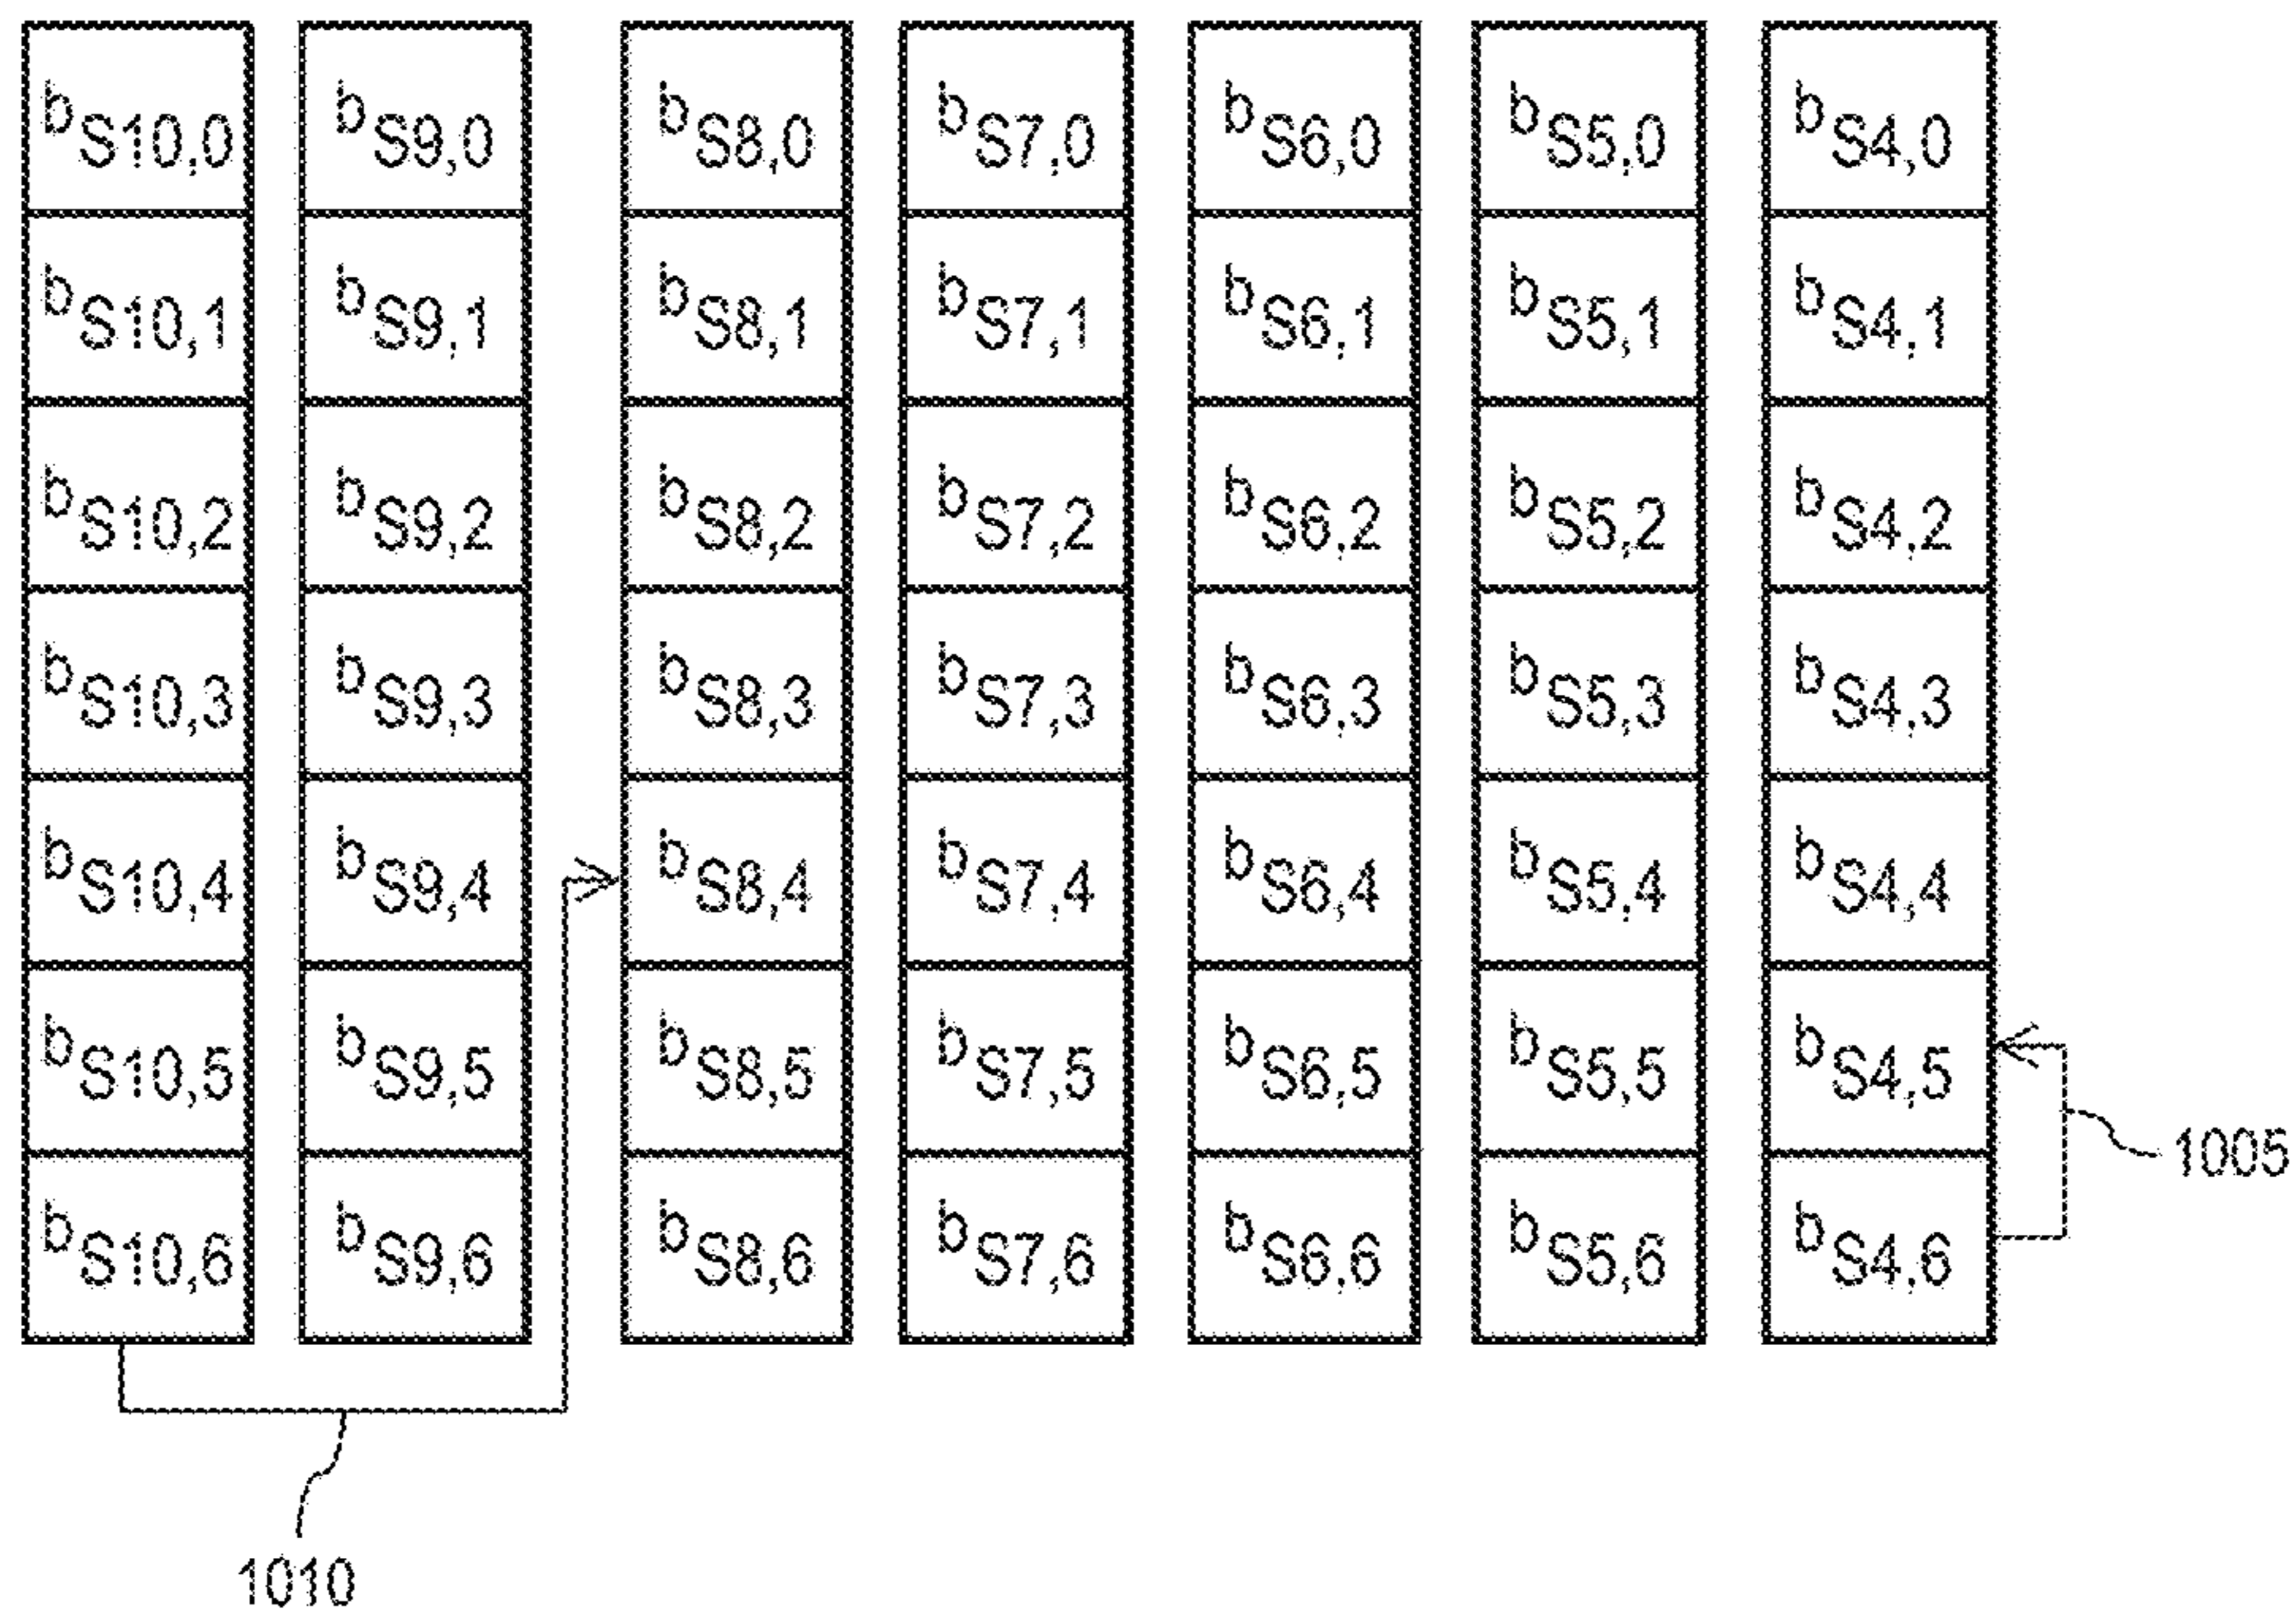 bS10,0 bS9,0 bS8,0 bS7,0 bS6,0 bS5,0 bS4,0
bS10,1 bS9,1 bS8,1 bS7,1 bS6,1 bS5,1 bS4,1
bS10,2 bS9,2 bS8,2 bS7,2 bS6,2 bS5,2 bS4,2
bS10,3 bS9,3 bS8,3 bS7,3 bS6,3 bS5,3 bS4,3
bS10,4 bS9,4 bS8,4 bS7,4 bS6,4 bS5,4 bS4,4
bS10,5 bS9,5 bS8,5 bS7,5 bS6,5 bS5,5 bS4,5
1005
bS10,6 bS9,6 bS8,6 bS7,6 bS6,6 bS5,6 bS4,6
1010